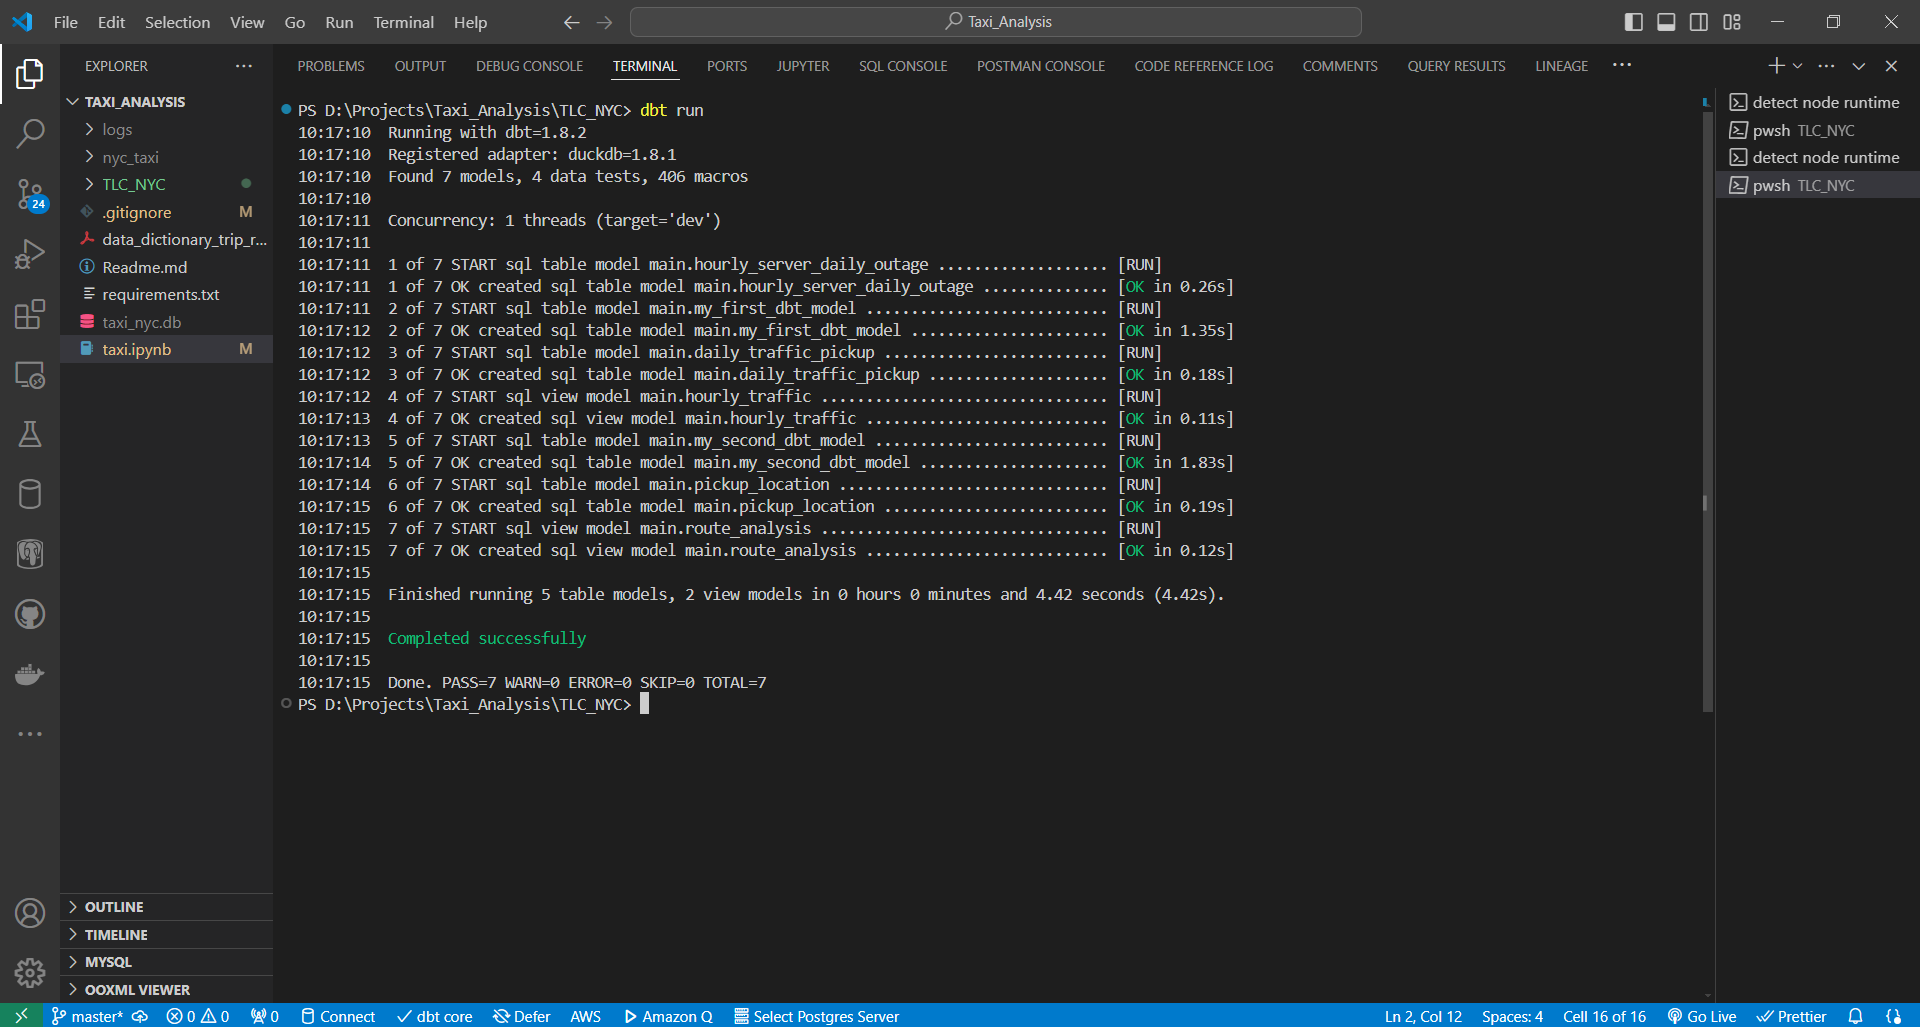 File Edit Selection View Go Run Terminal Help
Taxi_Analysis
EXPLORER
TAXI_ANALYSIS
logs
nyc_taxi
TLC_NYC
.gitignore M
data_dictionary_trip_r...
Readme.md
requirements.txt
taxi_nyc.db
taxi.ipynb M
24
OUTLINE
TIMELINE
MYSQL
OOXML VIEWER
PROBLEMS OUTPUT DEBUG CONSOLE TERMINAL PORTS JUPYTER SQL CONSOLE POSTMAN CONSOLE CODE REFERENCE LOG COMMENTS QUERY RESULTS LINEAGE
PS D:\Projects\Taxi_Analysis\TLC_NYC> dbt run
10:17:10 Running with dbt=1.8.2
10:17:10 Registered adapter: duckdb=1.8.1
10:17:10 Found 7 models, 4 data tests, 406 macros
10:17:10
10:17:11 Concurrency: 1 threads (target='dev')
10:17:11
10:17:11 1 of 7 START sql table model main.hourly_server_daily_outage ................... [RUN]
10:17:11 1 of 7 OK created sql table model main.hourly_server_daily_outage .............. [OK in 0.26s]
10:17:11 2 of 7 START sql table model main.my_first_dbt_model ........................... [RUN]
10:17:12 2 of 7 OK created sql table model main.my_first_dbt_model ...................... [OK in 1.35s]
10:17:12 3 of 7 START sql table model main.daily_traffic_pickup ......................... [RUN]
10:17:12 3 of 7 OK created sql table model main.daily_traffic_pickup .................... [OK in 0.18s]
10:17:12 4 of 7 START sql view model main.hourly_traffic ................................ [RUN]
10:17:13 4 of 7 OK created sql view model main.hourly_traffic ........................... [OK in 0.11s]
10:17:13 5 of 7 START sql table model main.my_second_dbt_model .......................... [RUN]
10:17:14 5 of 7 OK created sql table model main.my_second_dbt_model ..................... [OK in 1.83s]
10:17:14 6 of 7 START sql table model main.pickup_location .............................. [RUN]
10:17:15 6 of 7 OK created sql table model main.pickup_location ......................... [OK in 0.19s]
10:17:15 7 of 7 START sql view model main.route_analysis ................................ [RUN]
10:17:15 7 of 7 OK created sql view model main.route_analysis ........................... [OK in 0.12s]
10:17:15
10:17:15 Finished running 5 table models, 2 view models in 0 hours 0 minutes and 4.42 seconds (4.42s).
10:17:15
10:17:15 Completed successfully
10:17:15
10:17:15 Done. PASS=7 WARN=0 ERROR=0 SKIP=0 TOTAL=7
PS D:\Projects\Taxi_Analysis\TLC_NYC>
detect node runtime
pwsh TLC_NYC
detect node runtime
pwsh TLC_NYC
master* 0 0 0 Connect dbt core Defer AWS Amazon Q Select Postgres Server Ln 2, Col 12 Spaces: 4 Cell 16 of 16 Go Live Prettier